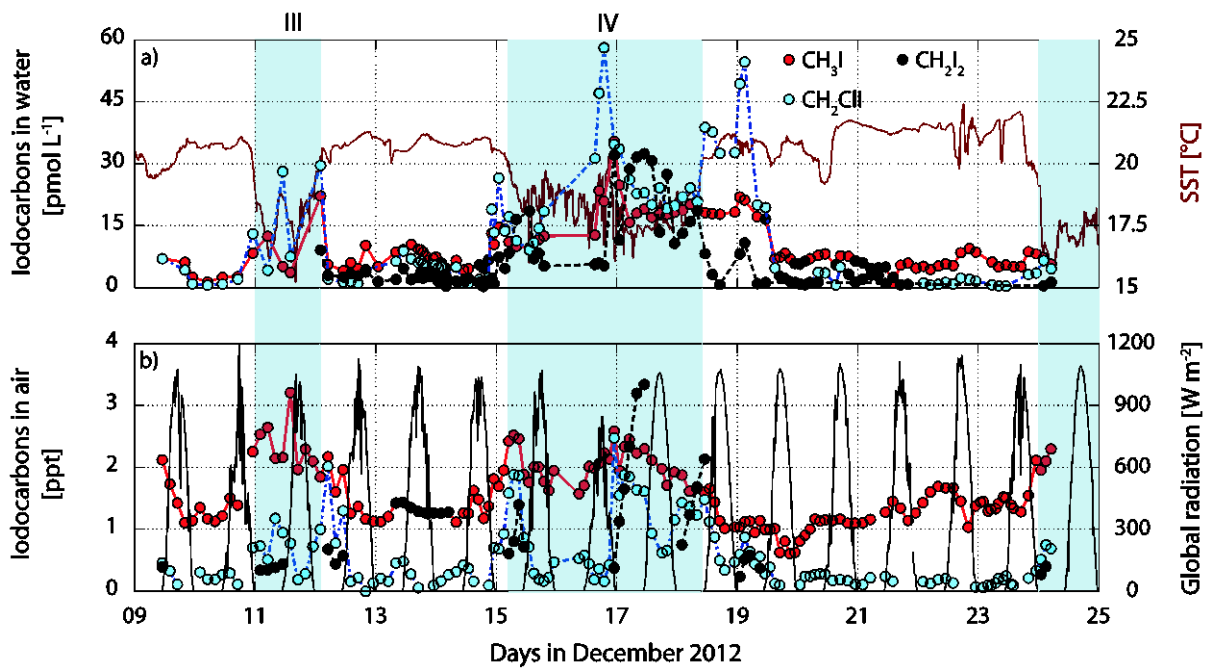 III IV
60 25
a) CH₃I CH₂I₂
CH₂ClI
Iodocarbons in water
[pmol L⁻¹]
45 22.5
30 20
15 17.5
0 15
SST [°C]
4 1200
b)
Iodocarbons in air
[ppt]
3 900
2 600
1 300
0 0
Global radiation [W m⁻²]
09 11 13 15 17 19 21 23 25
Days in December 2012